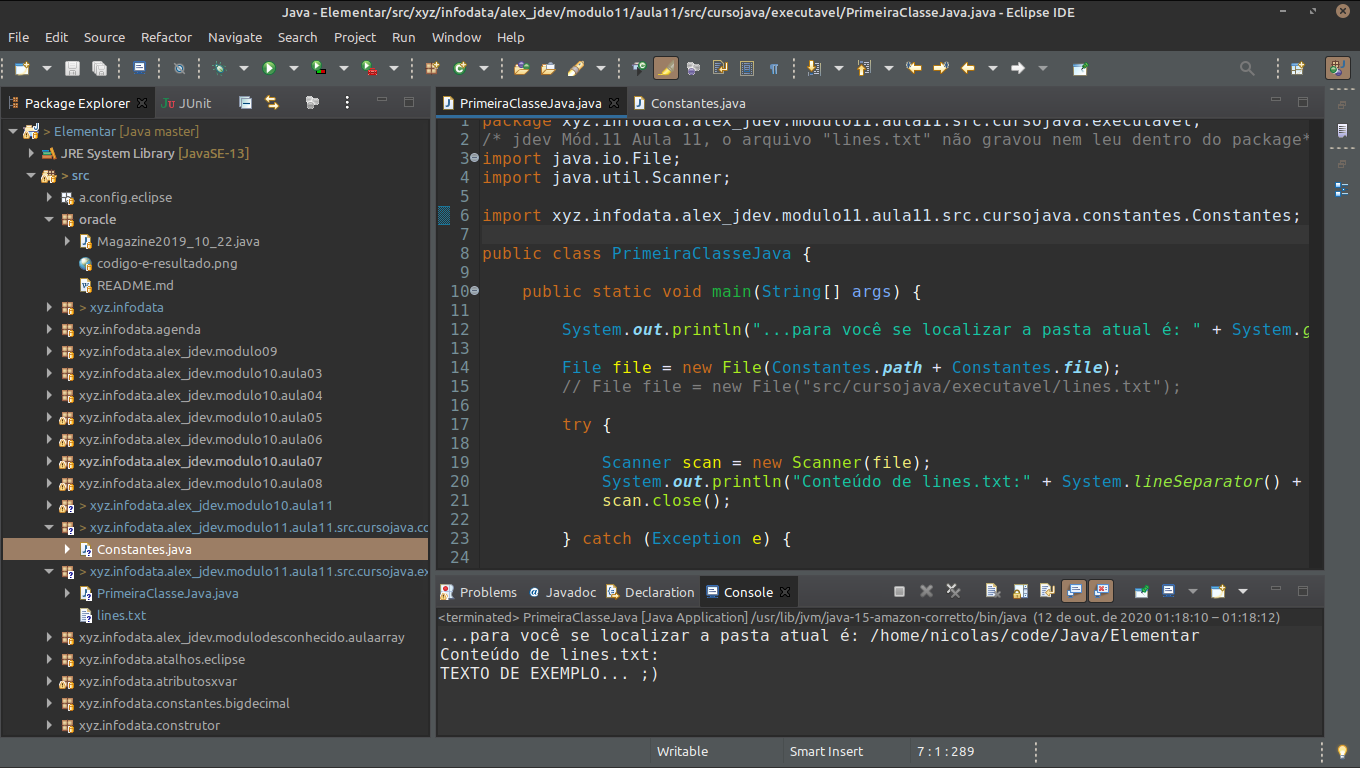 Java - Elementar/src/xyz/infodata/alex_jdev/modulo11/aula11/src/cursojava/executavel/PrimeiraClasseJava.java - Eclipse IDE
File Edit Source Refactor Navigate Search Project Run Window Help
Package Explorer
JUnit
> Elementar [Java master]
JRE System Library [JavaSE-13]
> src
a.config.eclipse
oracle
Magazine2019_10_22.java
codigo-e-resultado.png
README.md
> xyz.infodata
xyz.infodata.agenda
xyz.infodata.alex_jdev.modulo09
xyz.infodata.alex_jdev.modulo10.aula03
xyz.infodata.alex_jdev.modulo10.aula04
xyz.infodata.alex_jdev.modulo10.aula05
xyz.infodata.alex_jdev.modulo10.aula06
xyz.infodata.alex_jdev.modulo10.aula07
xyz.infodata.alex_jdev.modulo10.aula08
> xyz.infodata.alex_jdev.modulo10.aula11
> xyz.infodata.alex_jdev.modulo11.aula11.src.cursojava.co
Constantes.java
> xyz.infodata.alex_jdev.modulo11.aula11.src.cursojava.ex
PrimeiraClasseJava.java
lines.txt
xyz.infodata.alex_jdev.modulodesconhecido.aulaarray
xyz.infodata.atalhos.eclipse
xyz.infodata.atributosxvar
xyz.infodata.constantes.bigdecimal
xyz.infodata.construtor
PrimeiraClasseJava.java
Constantes.java
1 package xyz.infodata.alex_jdev.modulo11.aula11.src.cursojava.executavel;
2 /* jdev Mód.11 Aula 11, o arquivo "lines.txt" não gravou nem leu dentro do package*
3 import java.io.File;
4 import java.util.Scanner;
5
6 import xyz.infodata.alex_jdev.modulo11.aula11.src.cursojava.constantes.Constantes;
7
8 public class PrimeiraClasseJava {
9
10 public static void main(String[] args) {
11
12 System.out.println("...para você se localizar a pasta atual é: " + System.g
13
14 File file = new File(Constantes.path + Constantes.file);
15 // File file = new File("src/cursojava/executavel/lines.txt");
16
17 try {
18
19 Scanner scan = new Scanner(file);
20 System.out.println("Conteúdo de lines.txt:" + System.lineSeparator() +
21 scan.close();
22
23 } catch (Exception e) {
24
Problems
Javadoc
Declaration
Console
<terminated> PrimeiraClasseJava [Java Application] /usr/lib/jvm/java-15-amazon-corretto/bin/java (12 de out. de 2020 01:18:10 – 01:18:12)
...para você se localizar a pasta atual é: /home/nicolas/code/Java/Elementar
Conteúdo de lines.txt:
TEXTO DE EXEMPLO... ;)
Writable
Smart Insert
7 : 1 : 289